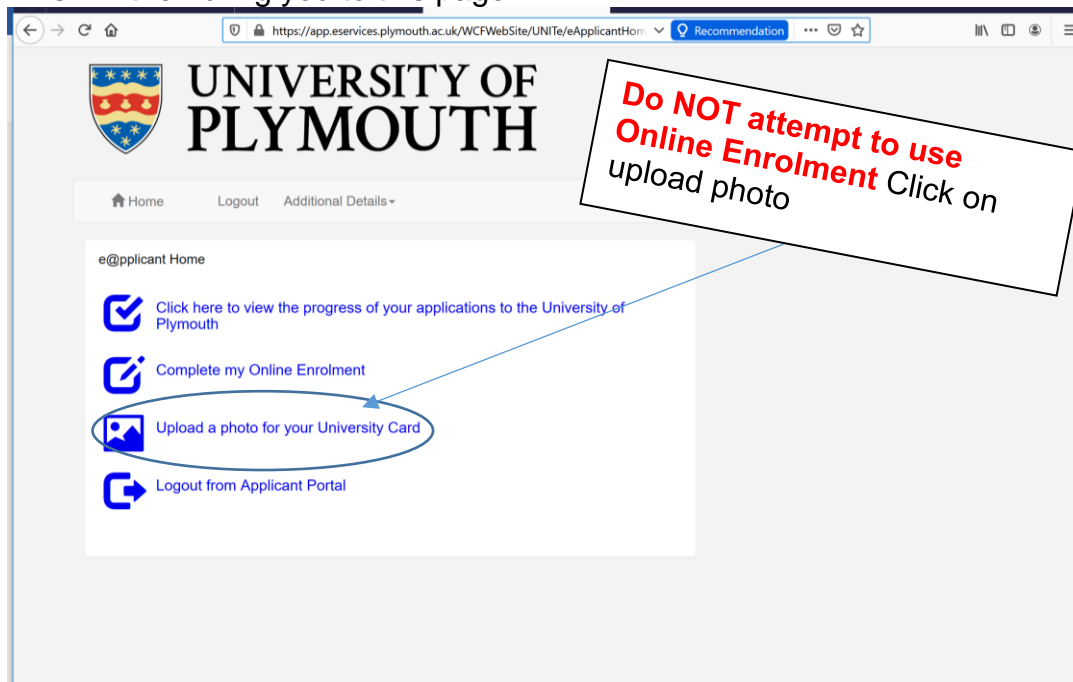 https://app.eservices.plymouth.ac.uk/WCFWebSite/UNITe/eApplicantHom
Recommendation
UNIVERSITY OF
PLYMOUTH
Do NOT attempt to use
Online Enrolment Click on
upload photo
Home Logout Additional Details
e@pplicant Home
Click here to view the progress of your applications to the University of
Plymouth
Complete my Online Enrolment
Upload a photo for your University Card
Logout from Applicant Portal